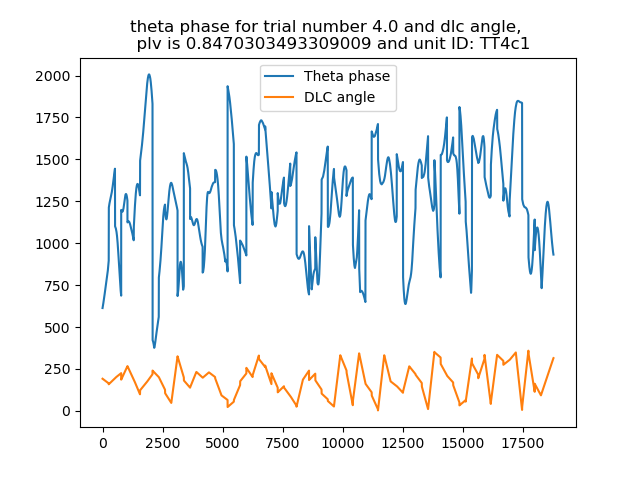 theta phase for trial number 4.0 and dlc angle,
plv is 0.8470303493309009 and unit ID: TT4c1
Theta phase
DLC angle
2000
1750
1500
1250
1000
750
500
250
0
0 2500 5000 7500 10000 12500 15000 17500